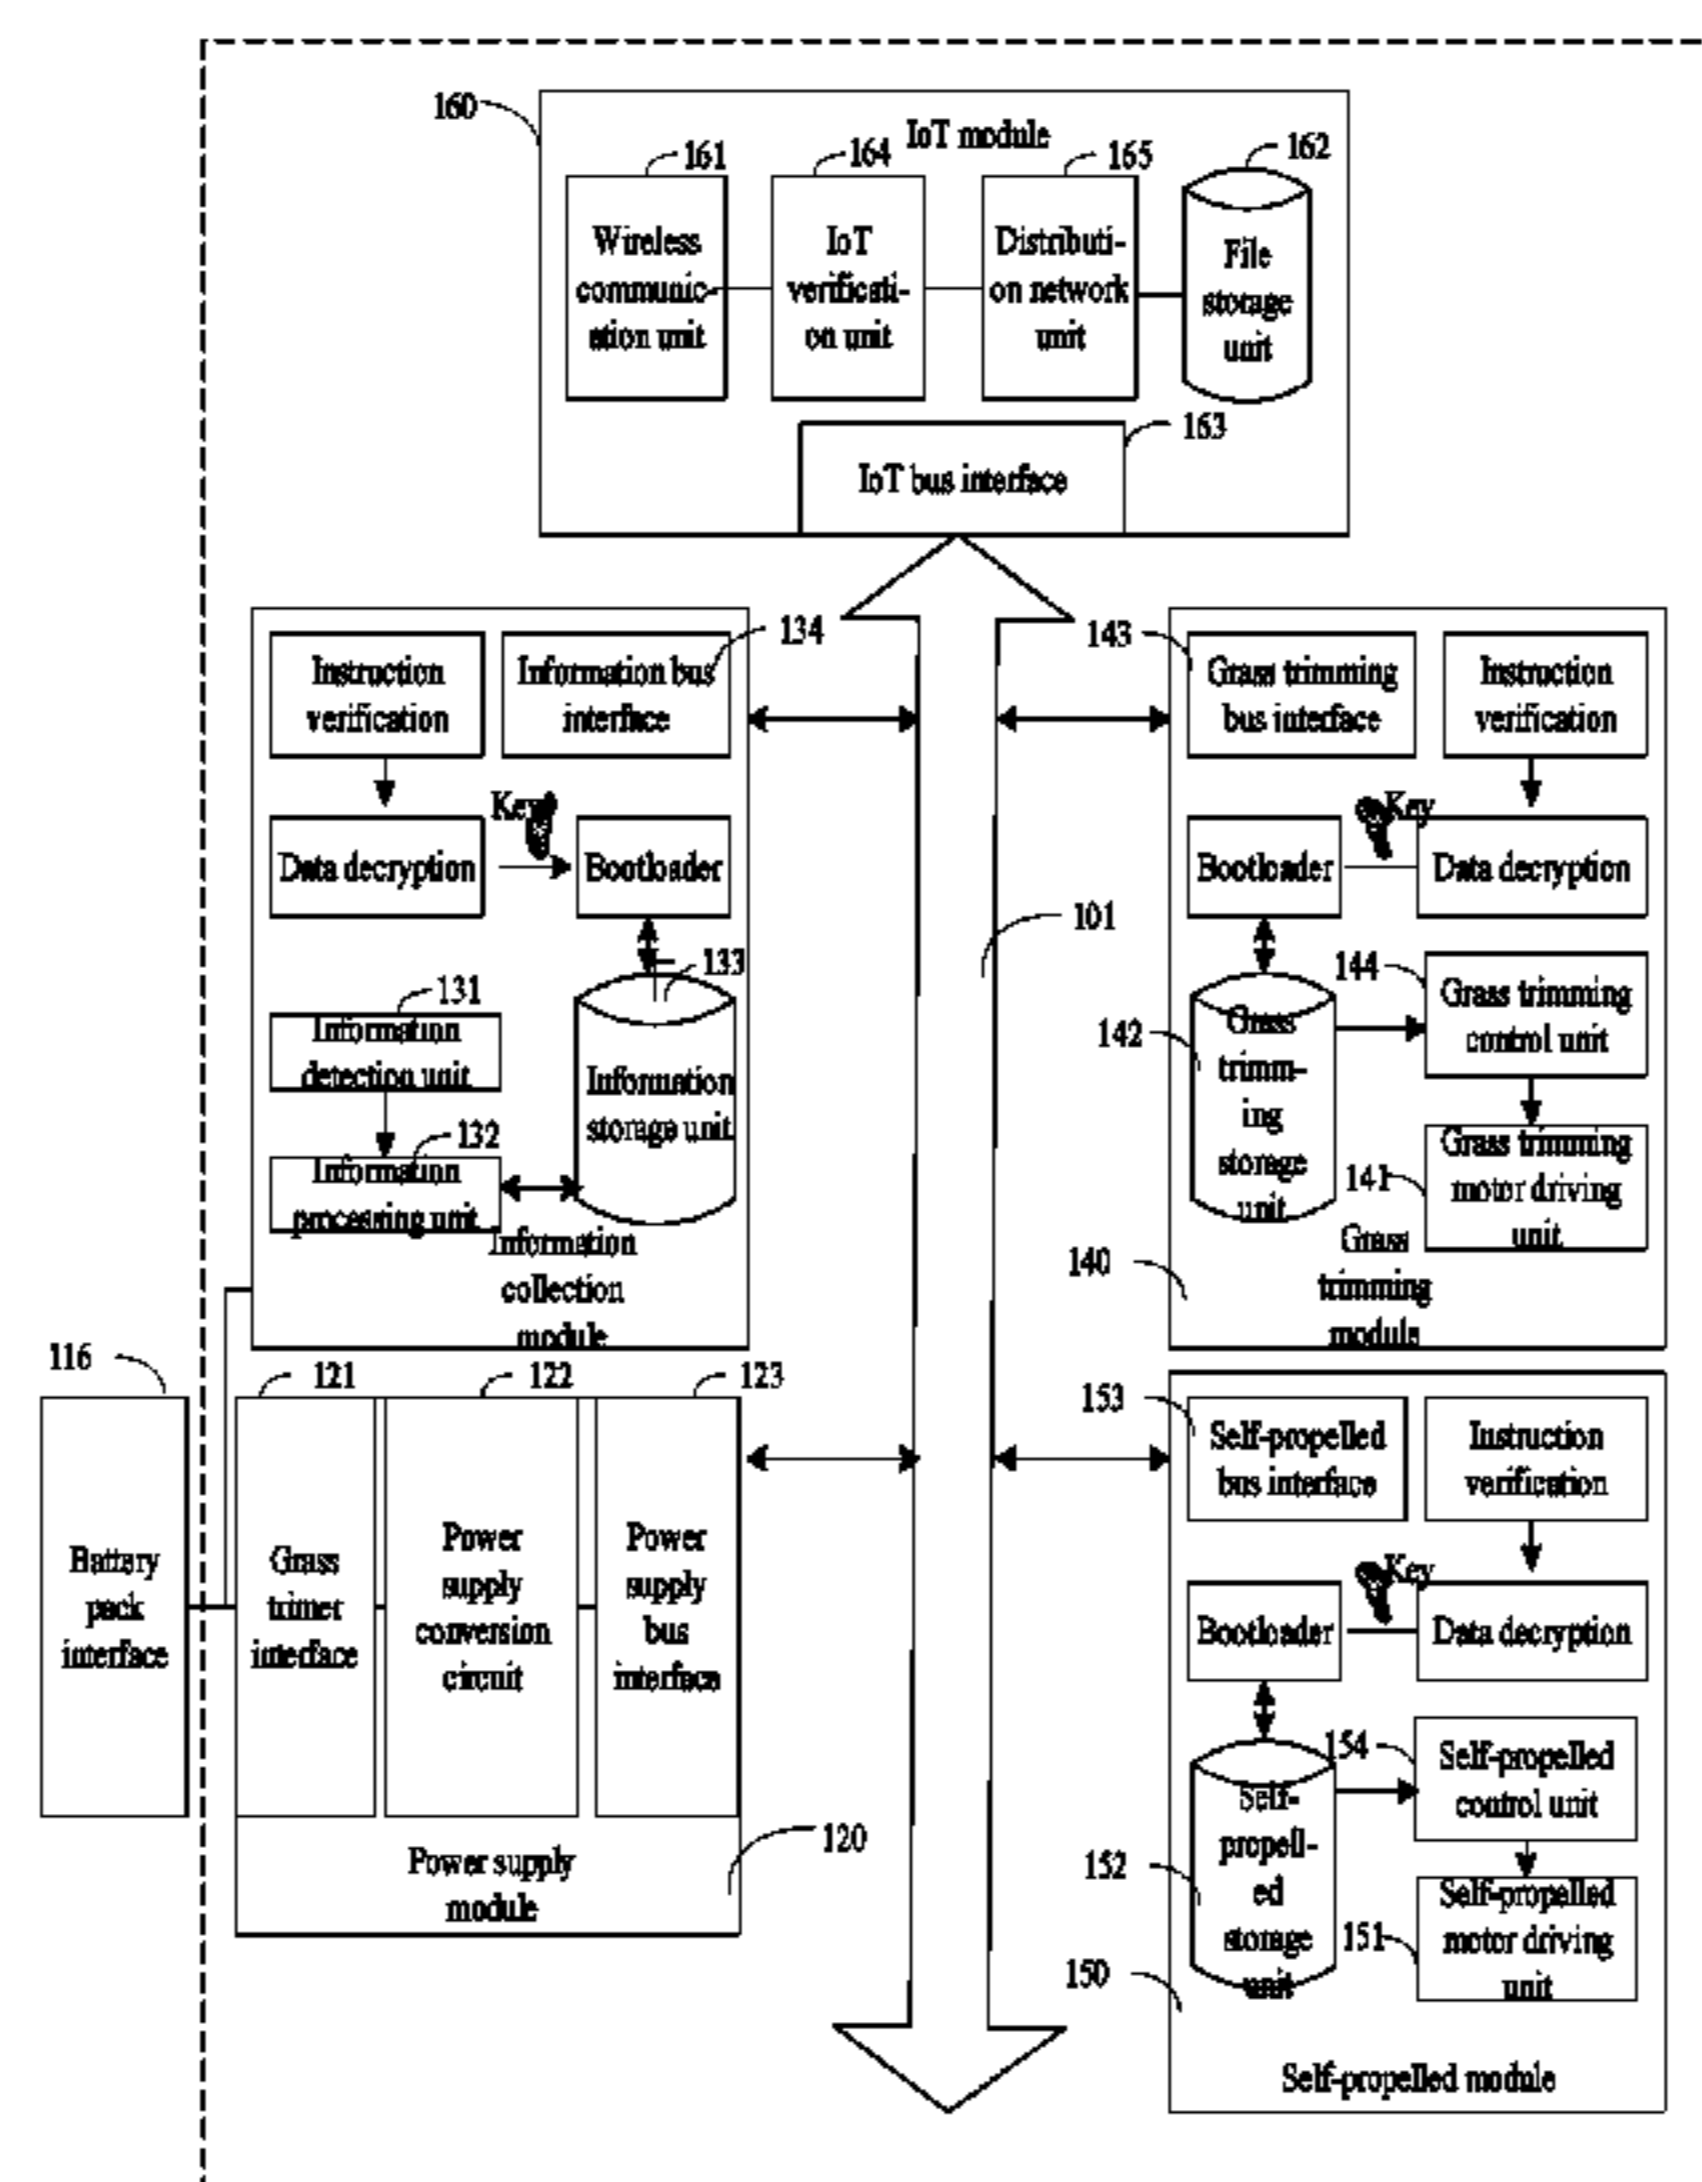 160
IoT module
161
164
165
162
Wireless
communic-
ation unit
IoT
verificati-
on unit
Distributi-
on network
unit
File
storage
unit
163
IoT bus interface
134
Instruction
verification
Information bus
interface
Key
Data decryption
Bootloader
133
131
Information
detection unit
Information
storage unit
132
Information
processing unit
Information
collection
module
143
Grass trimming
bus interface
Instruction
verification
Key
Bootloader
Data decryption
101
144
Grass trimming
control unit
142
Grass
trimm-
ing
storage
unit
141
Grass trimming
motor driving
unit
140
Grass
trimming
module
116
121
122
123
Battery
pack
interface
Grass
trimer
interface
Power
supply
conversion
circuit
Power
supply
bus
interface
120
Power supply
module
153
Self-propelled
bus interface
Instruction
verification
Key
Bootloader
Data decryption
154
Self-propelled
control unit
152
Self-
propell-
ed
storage
unit
151
Self-propelled
motor driving
unit
150
Self-propelled module